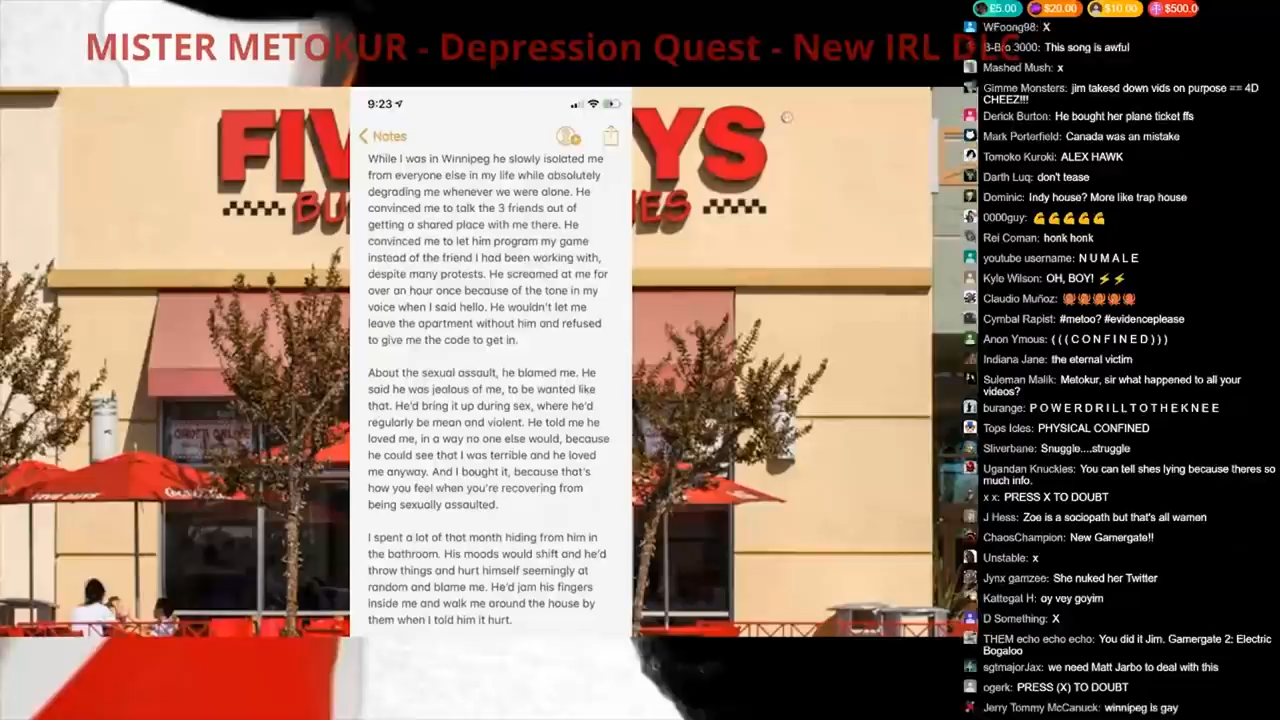 £5.00 $20.00 $10.00 $500.0
MISTER METOKUR - Depression Quest - New IRL DLC
FIV YS
BU IES
9:23
Notes
While I was in Winnipeg he slowly isolated me
from everyone else in my life while absolutely
degrading me whenever we were alone. He
convinced me to talk the 3 friends out of
getting a shared place with me there. He
convinced me to let him program my game
instead of the friend I had been working with,
despite many protests. He screamed at me for
over an hour once because of the tone in my
voice when I said hello. He wouldn't let me
leave the apartment without him and refused
to give me the code to get in.
About the sexual assault, he blamed me. He
said he was jealous of me, to be wanted like
that. He'd bring it up during sex, where he'd
regularly be mean and violent. He told me he
loved me, in a way no one else would, because
he could see that I was terrible and he loved
me anyway. And I bought it, because that's
how you feel when you're recovering from
being sexually assaulted.
I spent a lot of that month hiding from him in
the bathroom. His moods would shift and he'd
throw things and hurt himself seemingly at
random and blame me. He'd jam his fingers
inside me and walk me around the house by
them when I told him it hurt.
ORDER ONLINE
FIVE GUYS
WFoong98: X
B-Bro 3000: This song is awful
Mashed Mush: x
Gimme Monsters: jim takesd down vids on purpose == 4D
CHEEZ!!!
Derick Burton: He bought her plane ticket ffs
Mark Porterfield: Canada was an mistake
Tomoko Kuroki: ALEX HAWK
Darth Luq: don't tease
Dominic: Indy house? More like trap house
0000guy: 💪💪💪💪💪
Rei Coman: honk honk
youtube username: N U M A L E
Kyle Wilson: OH, BOY! ⚡⚡
Claudio Muñoz:
Cymbal Rapist: #metoo? #evidenceplease
Anon Ymous: ( ( ( C O N F I N E D ) ) )
Indiana Jane: the eternal victim
Suleman Malik: Metokur, sir what happened to all your
videos?
burange: P O W E R D R I L L T O T H E K N E E
Tops Icles: PHYSICAL CONFINED
Sliverbane: Snuggle....struggle
Ugandan Knuckles: You can tell shes lying because theres so
much info.
x x: PRESS X TO DOUBT
J Hess: Zoe is a sociopath but that's all wamen
ChaosChampion: New Gamergate!!
Unstable: x
Jynx gamzee: She nuked her Twitter
Kattegal H: oy vey goyim
D Something: X
THEM echo echo echo: You did it Jim. Gamergate 2: Electric
Bogaloo
sgtmajorJax: we need Matt Jarbo to deal with this
ogerk: PRESS (X) TO DOUBT
Jerry Tommy McCanuck: winnipeg is gay